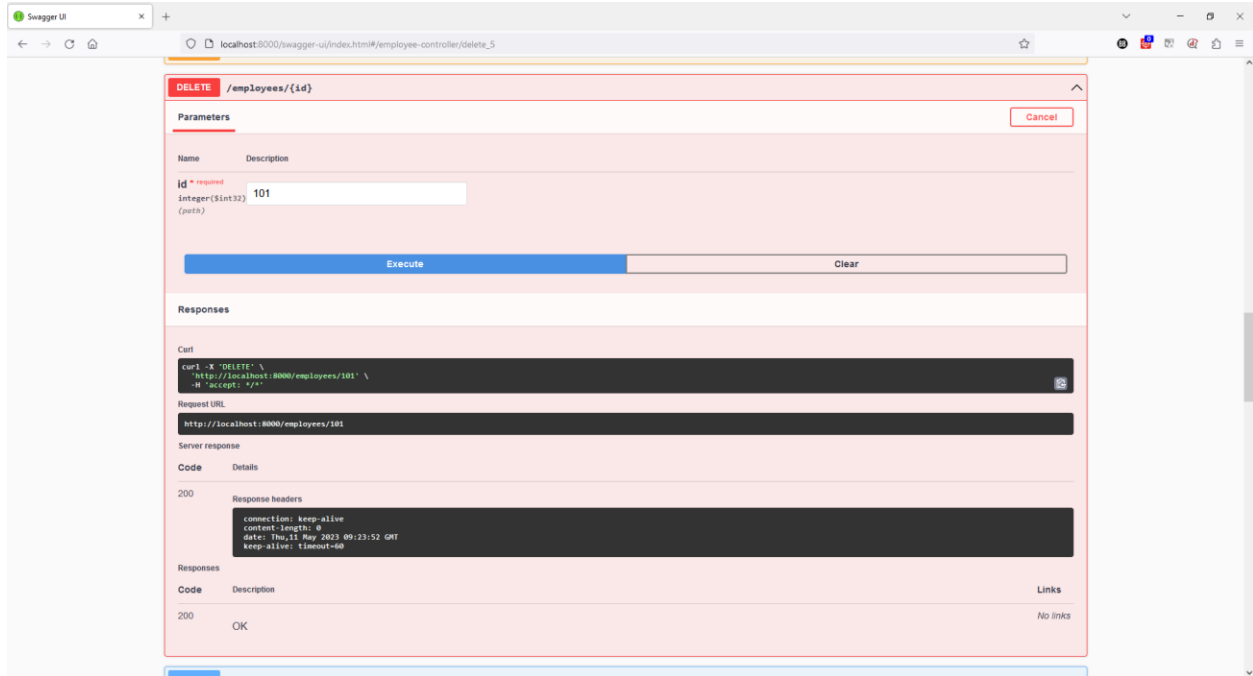 Swagger UI
localhost:8000/swagger-ui/index.html#/employee-controller/delete_5
DELETE /employees/{id}
Parameters
Cancel
Name Description
id * required
integer($int32)
(path)
101
Execute Clear
Responses
Curl
curl -X 'DELETE' \
'http://localhost:8000/employees/101' \
-H 'accept: */*'
Request URL
http://localhost:8000/employees/101
Server response
Code Details
200
Response headers
connection: keep-alive
content-length: 0
date: Thu,11 May 2023 09:23:52 GMT
keep-alive: timeout=60
Responses
Code Description Links
200 OK No links